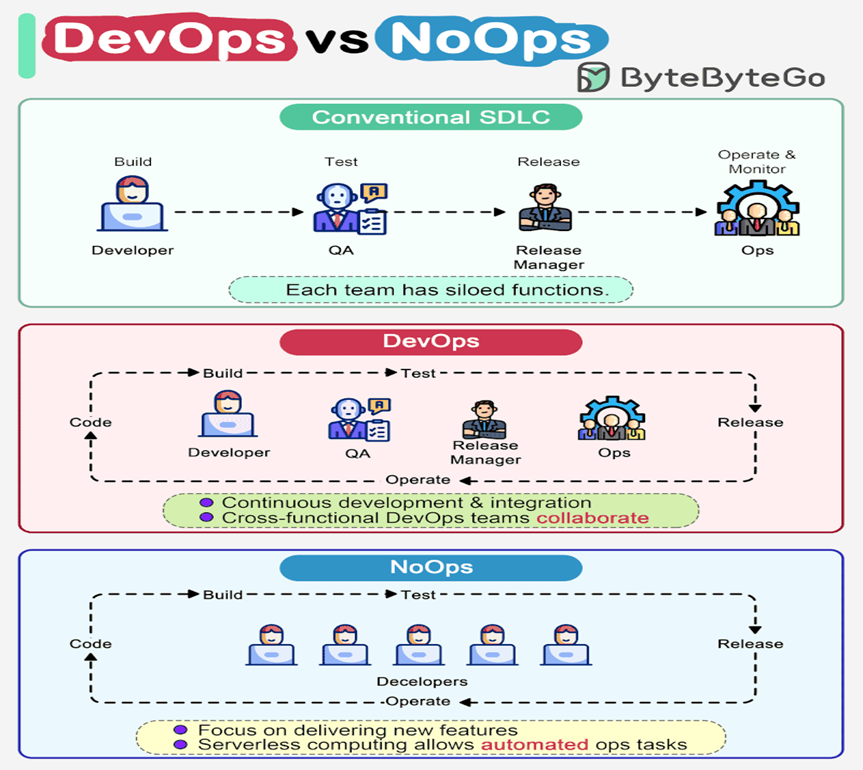 DevOps vs NoOps
ByteByteGo
Conventional SDLC
Build
Test
Release
Operate &
Monitor
Developer
QA
Release
Manager
Ops
Each team has siloed functions.
DevOps
Build
Test
Code
Release
Developer
QA
Release
Manager
Ops
Operate
Continuous development & integration
Cross-functional DevOps teams collaborate
NoOps
Build
Test
Code
Release
Decelopers
Operate
Focus on delivering new features
Serverless computing allows automated ops tasks